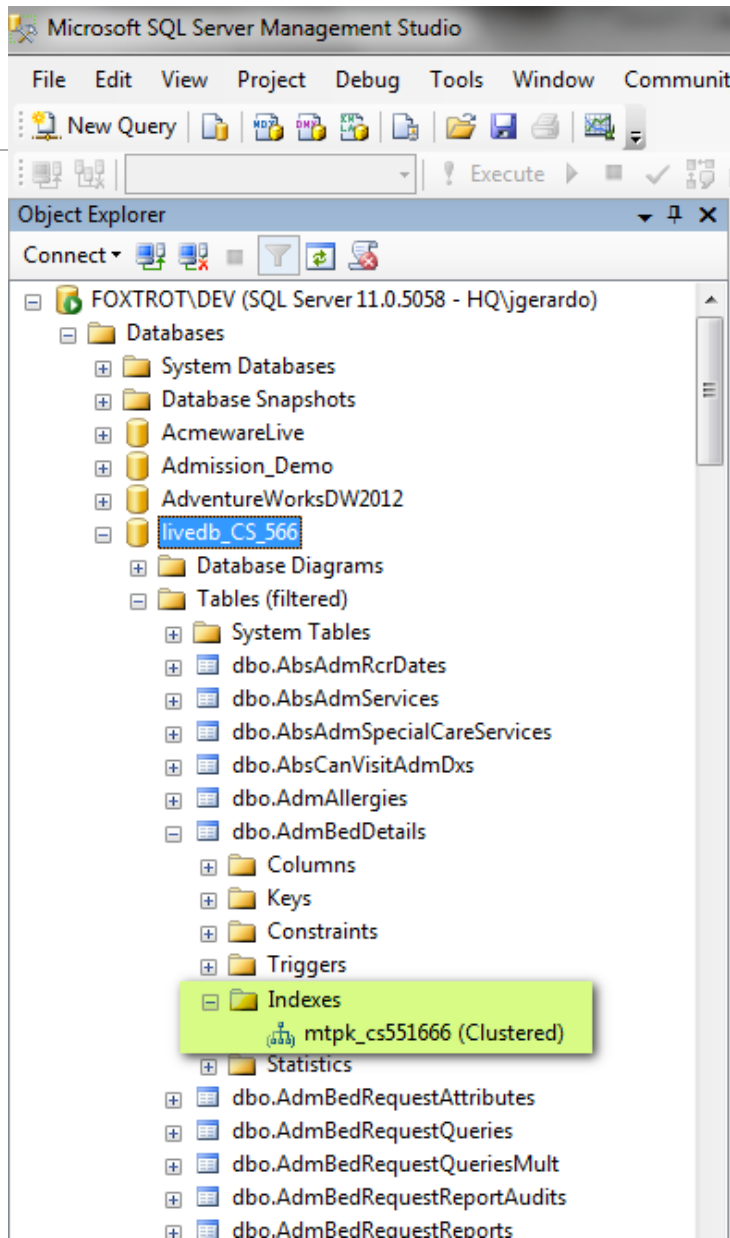 Microsoft SQL Server Management Studio
File Edit View Project Debug Tools Window Communit
New Query
Execute
Object Explorer
Connect
FOXTROT\DEV (SQL Server 11.0.5058 - HQ\jgerardo)
Databases
System Databases
Database Snapshots
AcmewareLive
Admission_Demo
AdventureWorksDW2012
livedb_CS_566
Database Diagrams
Tables (filtered)
System Tables
dbo.AbsAdmRcrDates
dbo.AbsAdmServices
dbo.AbsAdmSpecialCareServices
dbo.AbsCanVisitAdmDxs
dbo.AdmAllergies
dbo.AdmBedDetails
Columns
Keys
Constraints
Triggers
Indexes
mtpk_cs551666 (Clustered)
Statistics
dbo.AdmBedRequestAttributes
dbo.AdmBedRequestQueries
dbo.AdmBedRequestQueriesMult
dbo.AdmBedRequestReportAudits
dbo.AdmBedRequestReports